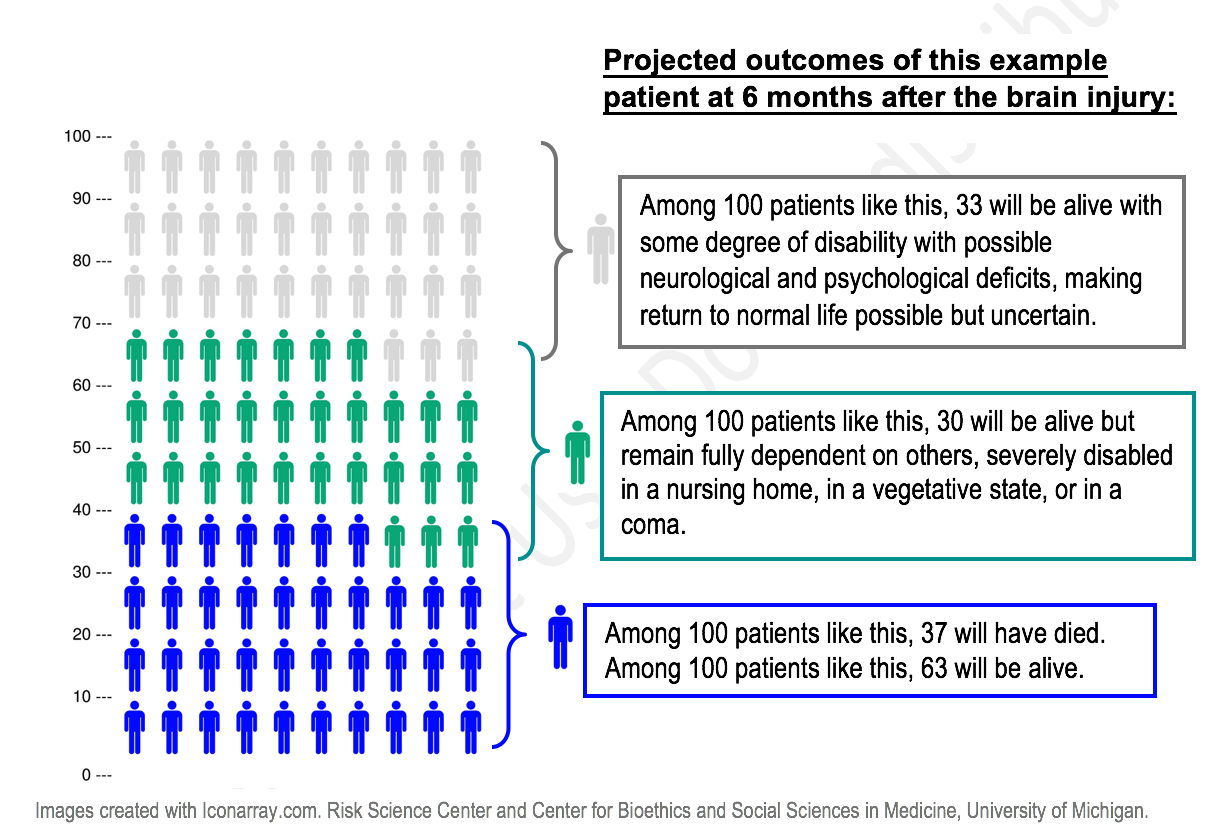 Projected outcomes of this example
patient at 6 months after the brain injury:
100 ---
90 ---
80 ---
70 ---
60 ---
50 ---
40 ---
30 ---
20 ---
10 ---
0 ---
Among 100 patients like this, 33 will be alive with
some degree of disability with possible
neurological and psychological deficits, making
return to normal life possible but uncertain.
Among 100 patients like this, 30 will be alive but
remain fully dependent on others, severely disabled
in a nursing home, in a vegetative state, or in a
coma.
Among 100 patients like this, 37 will have died.
Among 100 patients like this, 63 will be alive.
Images created with Iconarray.com. Risk Science Center and Center for Bioethics and Social Sciences in Medicine, University of Michigan.